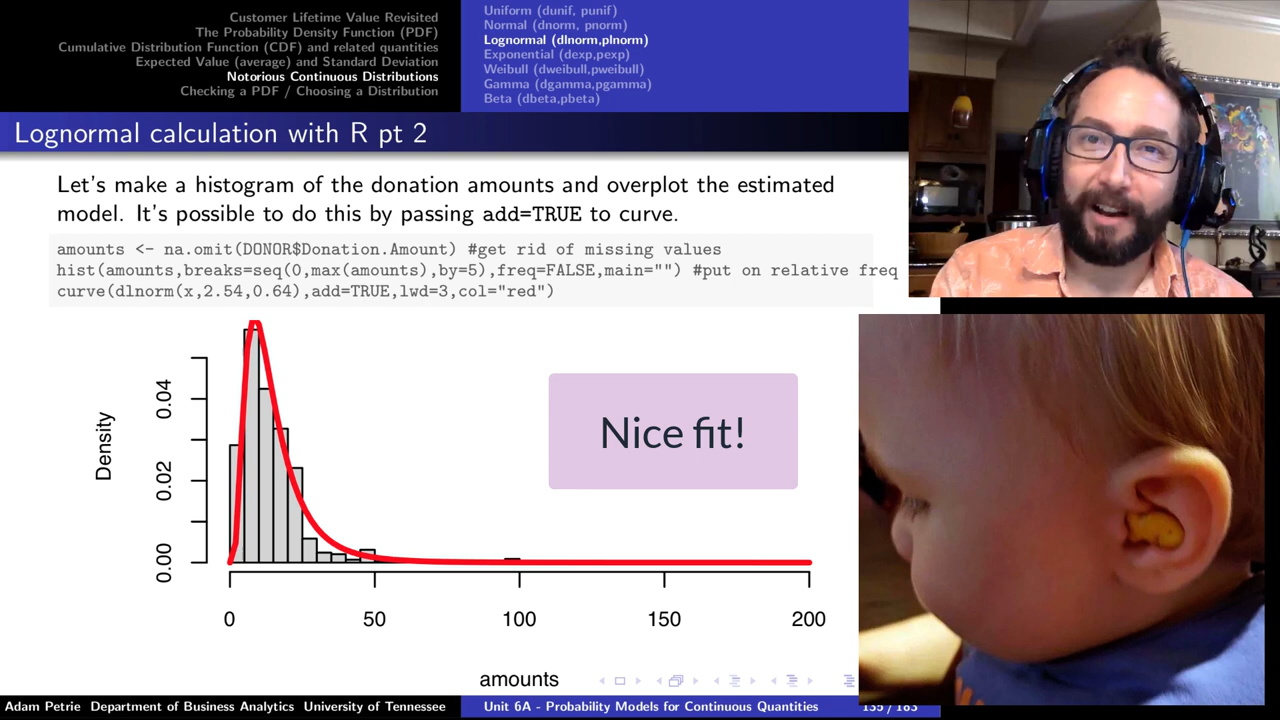 Customer Lifetime Value Revisited
The Probability Density Function (PDF)
Cumulative Distribution Function (CDF) and related quantities
Expected Value (average) and Standard Deviation
Notorious Continuous Distributions
Checking a PDF / Choosing a Distribution
Uniform (dunif, punif)
Normal (dnorm, pnorm)
Lognormal (dlnorm,plnorm)
Exponential (dexp,pexp)
Weibull (dweibull,pweibull)
Gamma (dgamma,pgamma)
Beta (dbeta,pbeta)
Lognormal calculation with R pt 2
Let's make a histogram of the donation amounts and overplot the estimated
model. It's possible to do this by passing add=TRUE to curve.
amounts <- na.omit(DONOR$Donation.Amount) #get rid of missing values
hist(amounts,breaks=seq(0,max(amounts),by=5),freq=FALSE,main="") #put on relative freq
curve(dlnorm(x,2.54,0.64),add=TRUE,lwd=3,col="red")
Density
0.04
0.02
0.00
Nice fit!
0 50 100 150 200
amounts
Adam Petrie Department of Business Analytics University of Tennessee
Unit 6A - Probability Models for Continuous Quantities
135 / 183